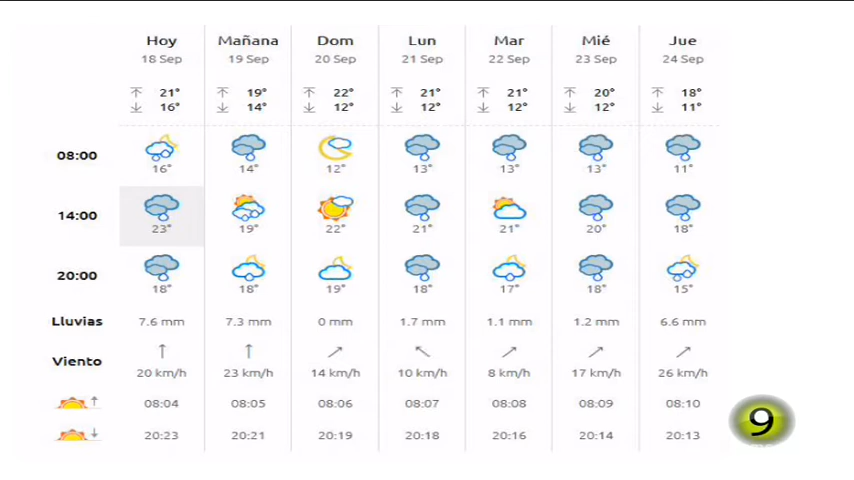 Hoy Mañana Dom Lun Mar Mié Jue
18 Sep 19 Sep 20 Sep 21 Sep 22 Sep 23 Sep 24 Sep
21° 19° 22° 21° 21° 20° 18°
16° 14° 12° 12° 12° 12° 11°
08:00 16° 14° 12° 13° 13° 13° 11°
14:00 23° 19° 22° 21° 21° 20° 18°
20:00 18° 18° 19° 18° 17° 18° 15°
Lluvias 7.6 mm 7.3 mm 0 mm 1.7 mm 1.1 mm 1.2 mm 6.6 mm
Viento 20 km/h 23 km/h 14 km/h 10 km/h 8 km/h 17 km/h 26 km/h
08:04 08:05 08:06 08:07 08:08 08:09 08:10
20:23 20:21 20:19 20:18 20:16 20:14 20:13
9